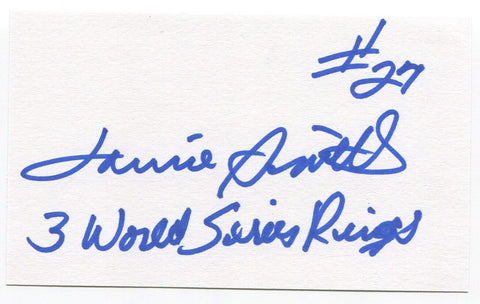 #27
Lonnie Smith
3 World Series Rings